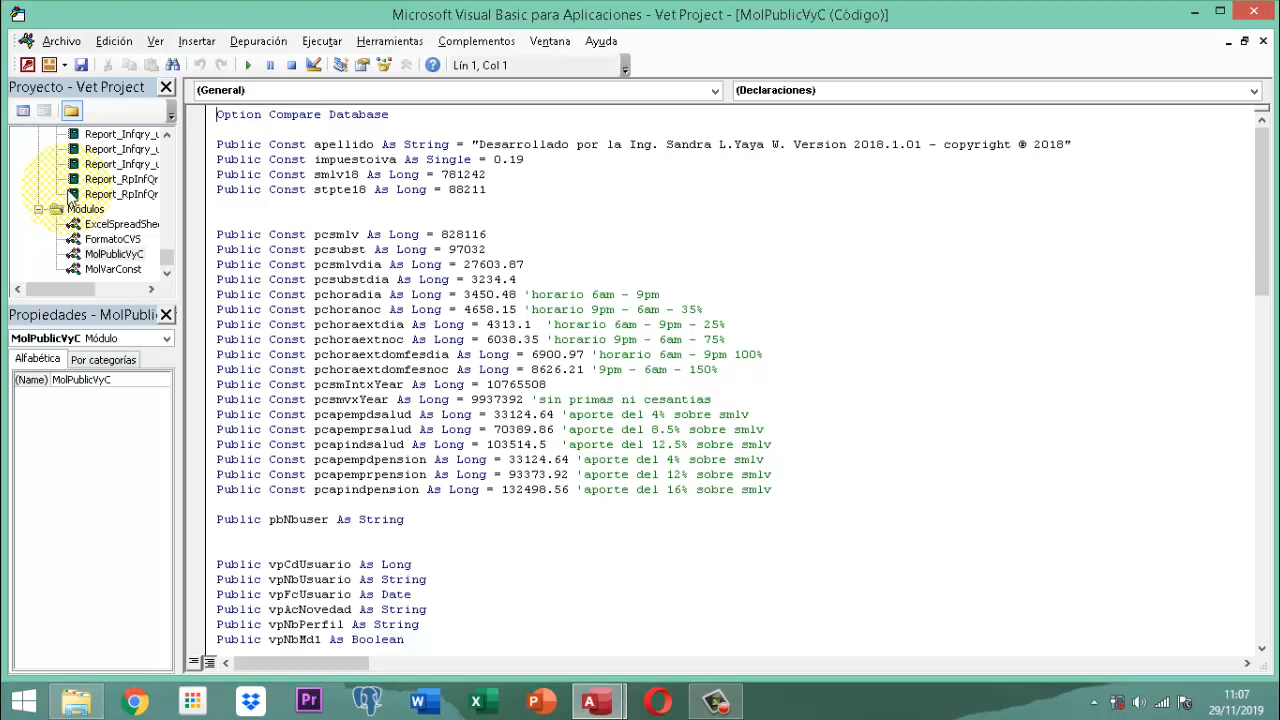 Microsoft Visual Basic para Aplicaciones - Vet Project - [MolPublicVyC (Código)]
Archivo Edición Ver Insertar Depuración Ejecutar Herramientas Complementos Ventana Ayuda
Lín 1, Col 1
Proyecto - Vet Project
(General) (Declaraciones)
Report_Infqry_u
Report_Infqry_u
Report_Infqry_u
Report_RpInfQr
Report_RpInfQr
Módulos
ExcelSpreadShee
FormatoCVS
MolPublicVyC
MolVarConst
Propiedades - MolPubli
MolPublicVyC Módulo
Alfabética Por categorías
(Name) MolPublicVyC
Option Compare Database
Public Const apellido As String = "Desarrollado por la Ing. Sandra L.Yaya W. Version 2018.1.01 - copyright @ 2018"
Public Const impuestoiva As Single = 0.19
Public Const smlv18 As Long = 781242
Public Const stpte18 As Long = 88211
Public Const pcsmlv As Long = 828116
Public Const pcsubst As Long = 97032
Public Const pcsmlvdia As Long = 27603.87
Public Const pcsubstdia As Long = 3234.4
Public Const pchoradia As Long = 3450.48 'horario 6am - 9pm
Public Const pchoranoc As Long = 4658.15 'horario 9pm - 6am - 35%
Public Const pchoraextdia As Long = 4313.1 'horario 6am - 9pm - 25%
Public Const pchoraextnoc As Long = 6038.35 'horario 9pm - 6am - 75%
Public Const pchoraextdomfesdia As Long = 6900.97 'horario 6am - 9pm 100%
Public Const pchoraextdomfesnoc As Long = 8626.21 '9pm - 6am - 150%
Public Const pcsmIntxYear As Long = 10765508
Public Const pcsmvxYear As Long = 9937392 'sin primas ni cesantias
Public Const pcapempdsalud As Long = 33124.64 'aporte del 4% sobre smlv
Public Const pcapemprsalud As Long = 70389.86 'aporte del 8.5% sobre smlv
Public Const pcapindsalud As Long = 103514.5 'aporte del 12.5% sobre smlv
Public Const pcapempdpension As Long = 33124.64 'aporte del 4% sobre smlv
Public Const pcapemprpension As Long = 93373.92 'aporte del 12% sobre smlv
Public Const pcapindpension As Long = 132498.56 'aporte del 16% sobre smlv
Public pbNbuser As String
Public vpCdUsuario As Long
Public vpNbUsuario As String
Public vpFcUsuario As Date
Public vpAcNovedad As String
Public vpNbPerfil As String
Public vpNbMd1 As Boolean
11:07
29/11/2019